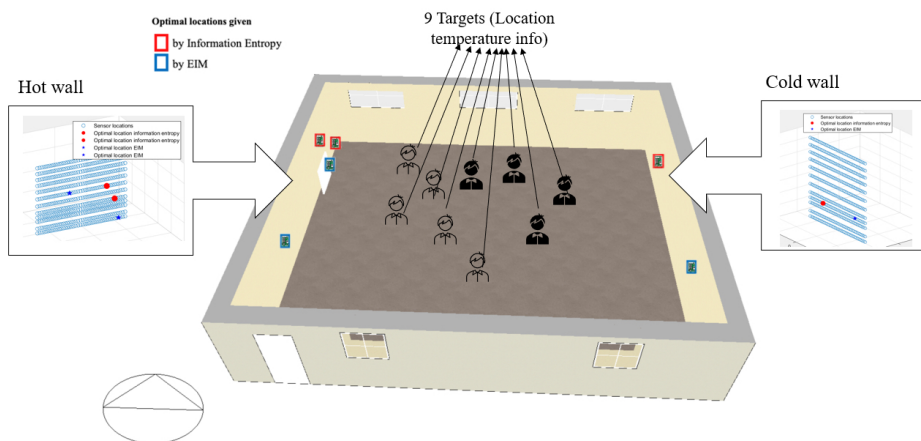 9 Targets (Location
temperature info)
Optimal locations given
by Information Entropy
by EIM
Hot wall
Cold wall
Sensor locations
Optimal location information entropy
Optimal location information entropy
Optimal location EIM
Optimal location EIM
Sensor locations
Optimal location information entropy
Optimal location EIM